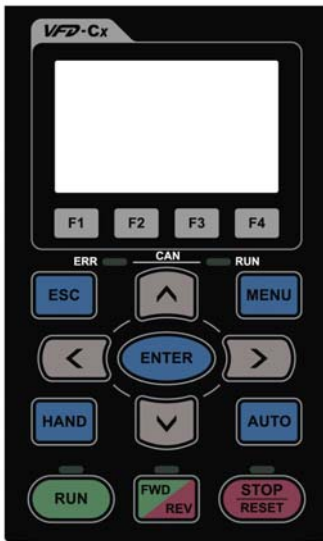 VFD-Cx
F1 F2 F3 F4
ERR CAN RUN
ESC MENU
ENTER
HAND AUTO
RUN FWD REV STOP RESET